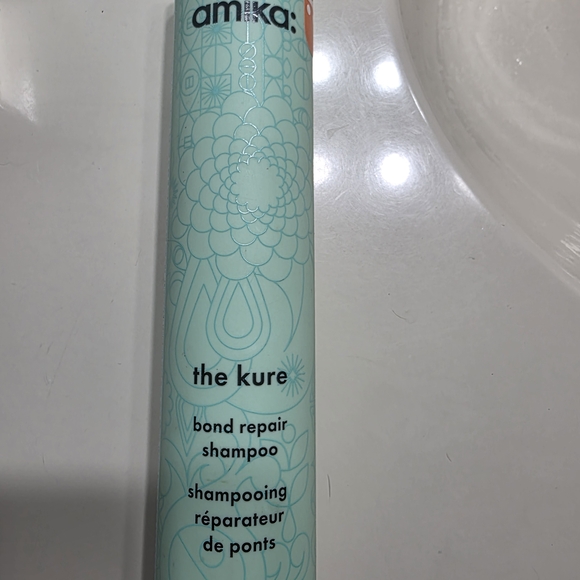 amika:
the kure
bond repair
shampoo
shampooing
réparateur
de ponts